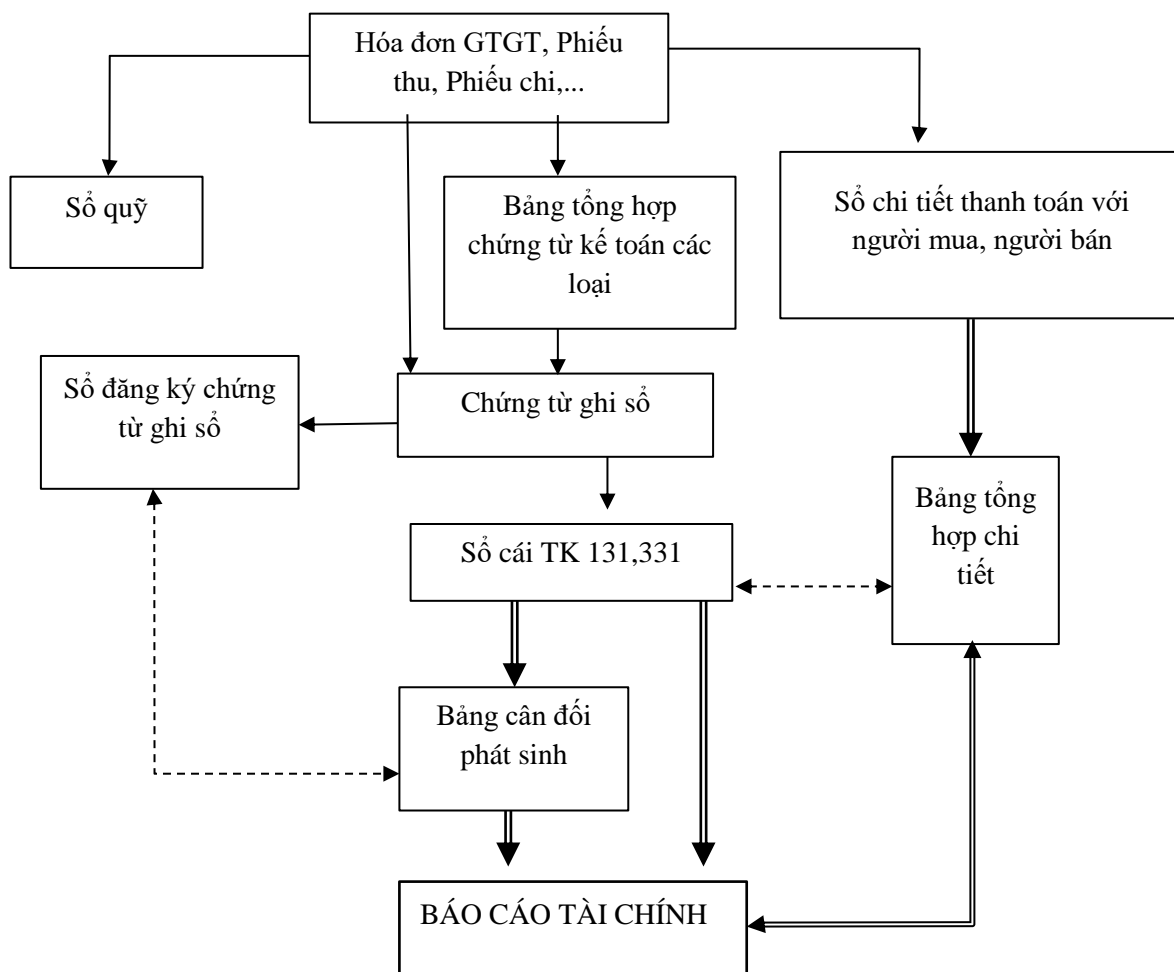 Hóa đơn GTGT, Phiếu
thu, Phiếu chi,...
Sổ quỹ
Bảng tổng hợp
chứng từ kế toán các
loại
Sổ chi tiết thanh toán với
người mua, người bán
Sổ đăng ký chứng
từ ghi sổ
Chứng từ ghi sổ
Sổ cái TK 131,331
Bảng tổng
hợp chi
tiết
Bảng cân đối
phát sinh
BÁO CÁO TÀI CHÍNH